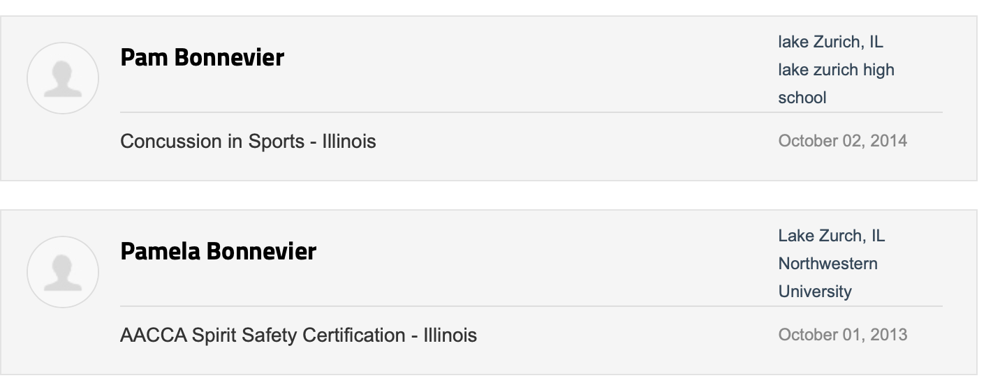 Pam Bonnevier
lake Zurich, IL
lake zurich high
school
Concussion in Sports - Illinois
October 02, 2014
Pamela Bonnevier
Lake Zurch, IL
Northwestern
University
AACCA Spirit Safety Certification - Illinois
October 01, 2013